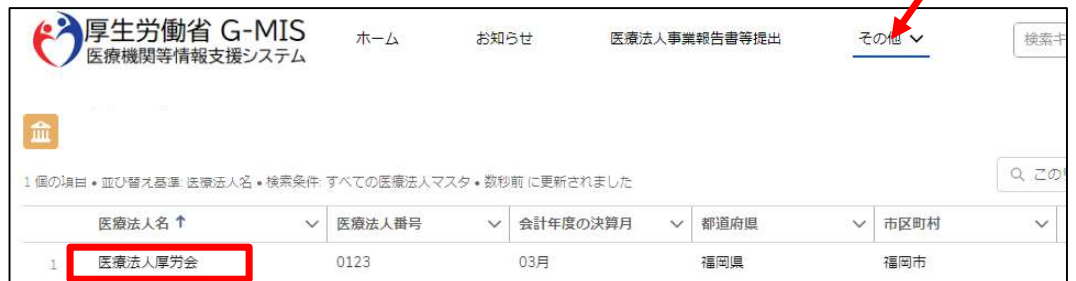 厚生労働省 G-MIS
医療機関等情報支援システム
ホーム お知らせ 医療法人事業報告書等提出 その他
検索キ
1 個の項目 • 並び替え基準: 医療法人名 • 検索条件: すべての医療法人マスタ • 数秒前 に更新されました
このリ
医療法人名 ↑ 医療法人番号 会計年度の決算月 都道府県 市区町村
1 医療法人厚労会 0123 03月 福岡県 福岡市